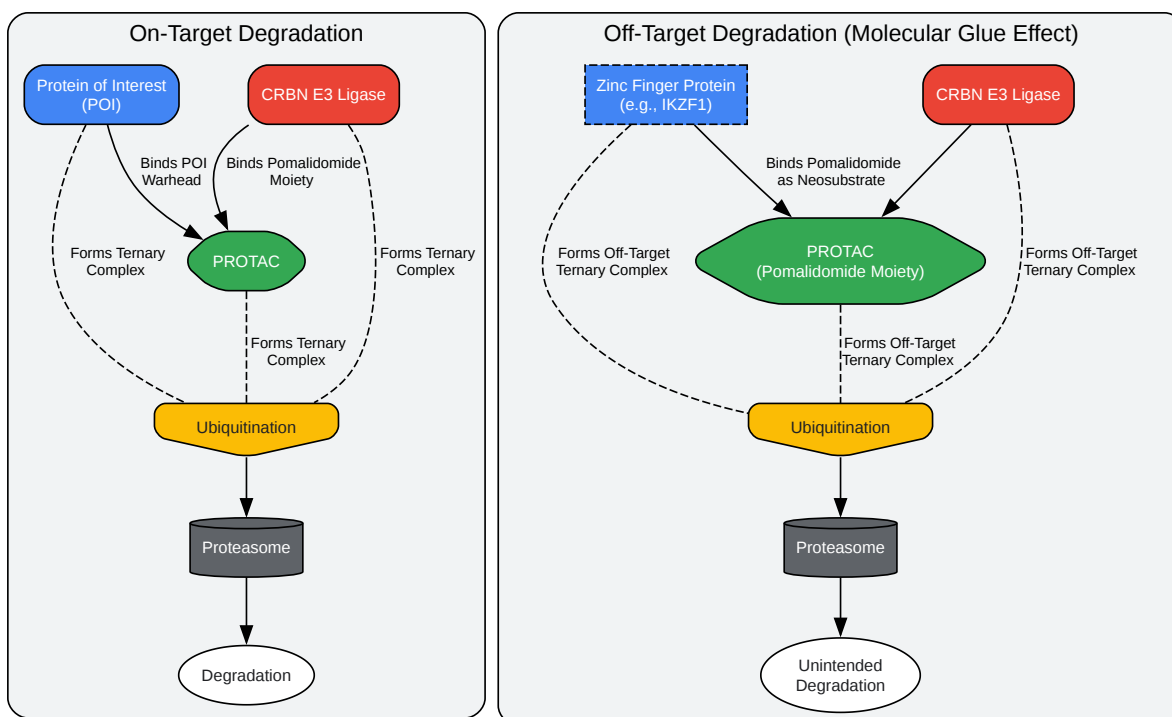 On-Target Degradation
Protein of Interest
(POI)
CRBN E3 Ligase
Binds POI
Warhead
Binds Pomalidomide
Moiety
Forms Ternary
Complex
PROTAC
Forms Ternary
Complex
Forms Ternary
Complex
Ubiquitination
Proteasome
Degradation
Off-Target Degradation (Molecular Glue Effect)
Zinc Finger Protein
(e.g., IKZF1)
CRBN E3 Ligase
Binds Pomalidomide
as Neosubstrate
Forms Off-Target
Ternary Complex
PROTAC
(Pomalidomide Moiety)
Forms Off-Target
Ternary Complex
Forms Off-Target
Ternary Complex
Ubiquitination
Proteasome
Unintended
Degradation